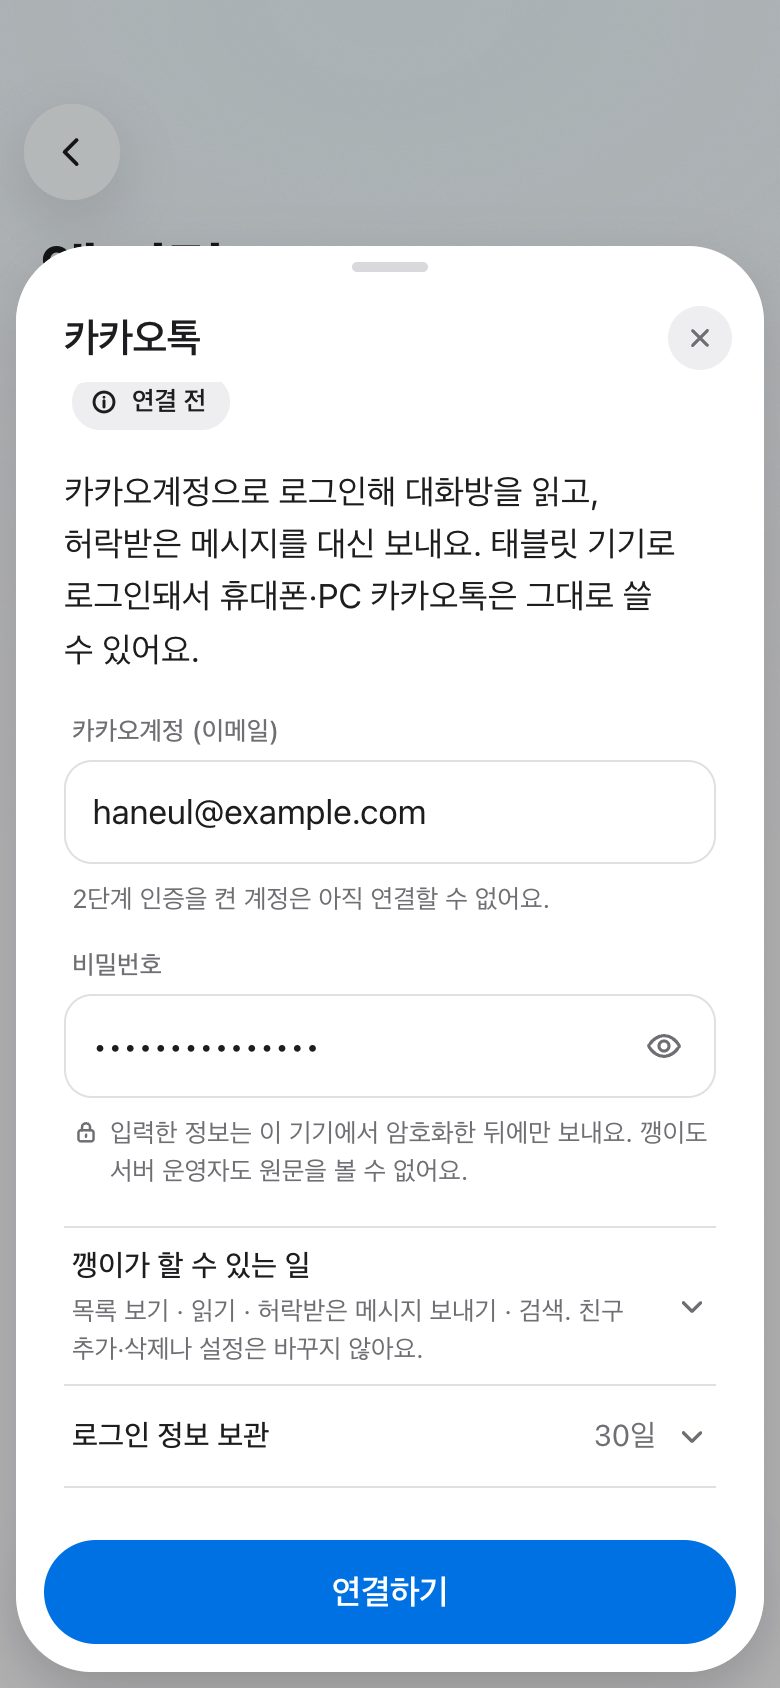 카카오톡
연결 전
카카오계정으로 로그인해 대화방을 읽고,
허락받은 메시지를 대신 보내요. 태블릿 기기로
로그인돼서 휴대폰·PC 카카오톡은 그대로 쓸
수 있어요.
카카오계정 (이메일)
haneul@example.com
2단계 인증을 켠 계정은 아직 연결할 수 없어요.
비밀번호
•••••••••••••••
입력한 정보는 이 기기에서 암호화한 뒤에만 보내요. 깽이도
서버 운영자도 원문을 볼 수 없어요.
깽이가 할 수 있는 일
목록 보기 · 읽기 · 허락받은 메시지 보내기 · 검색. 친구
추가·삭제나 설정은 바꾸지 않아요.
로그인 정보 보관
30일
연결하기